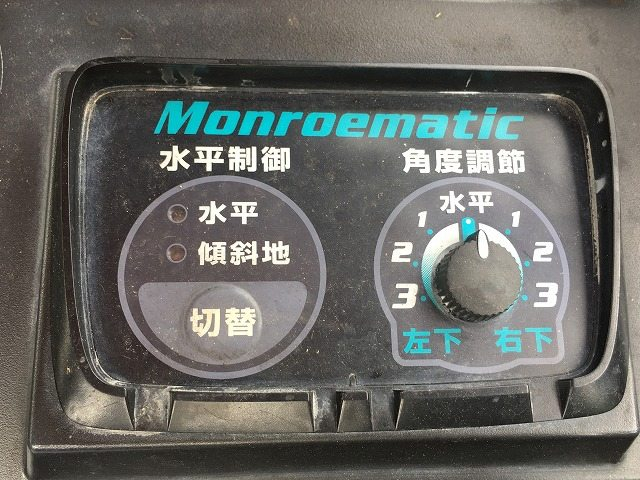 Monroematic
水平制御
水平
傾斜地
切替
角度調節
水平
1 1
2 2
3 3
左下 右下